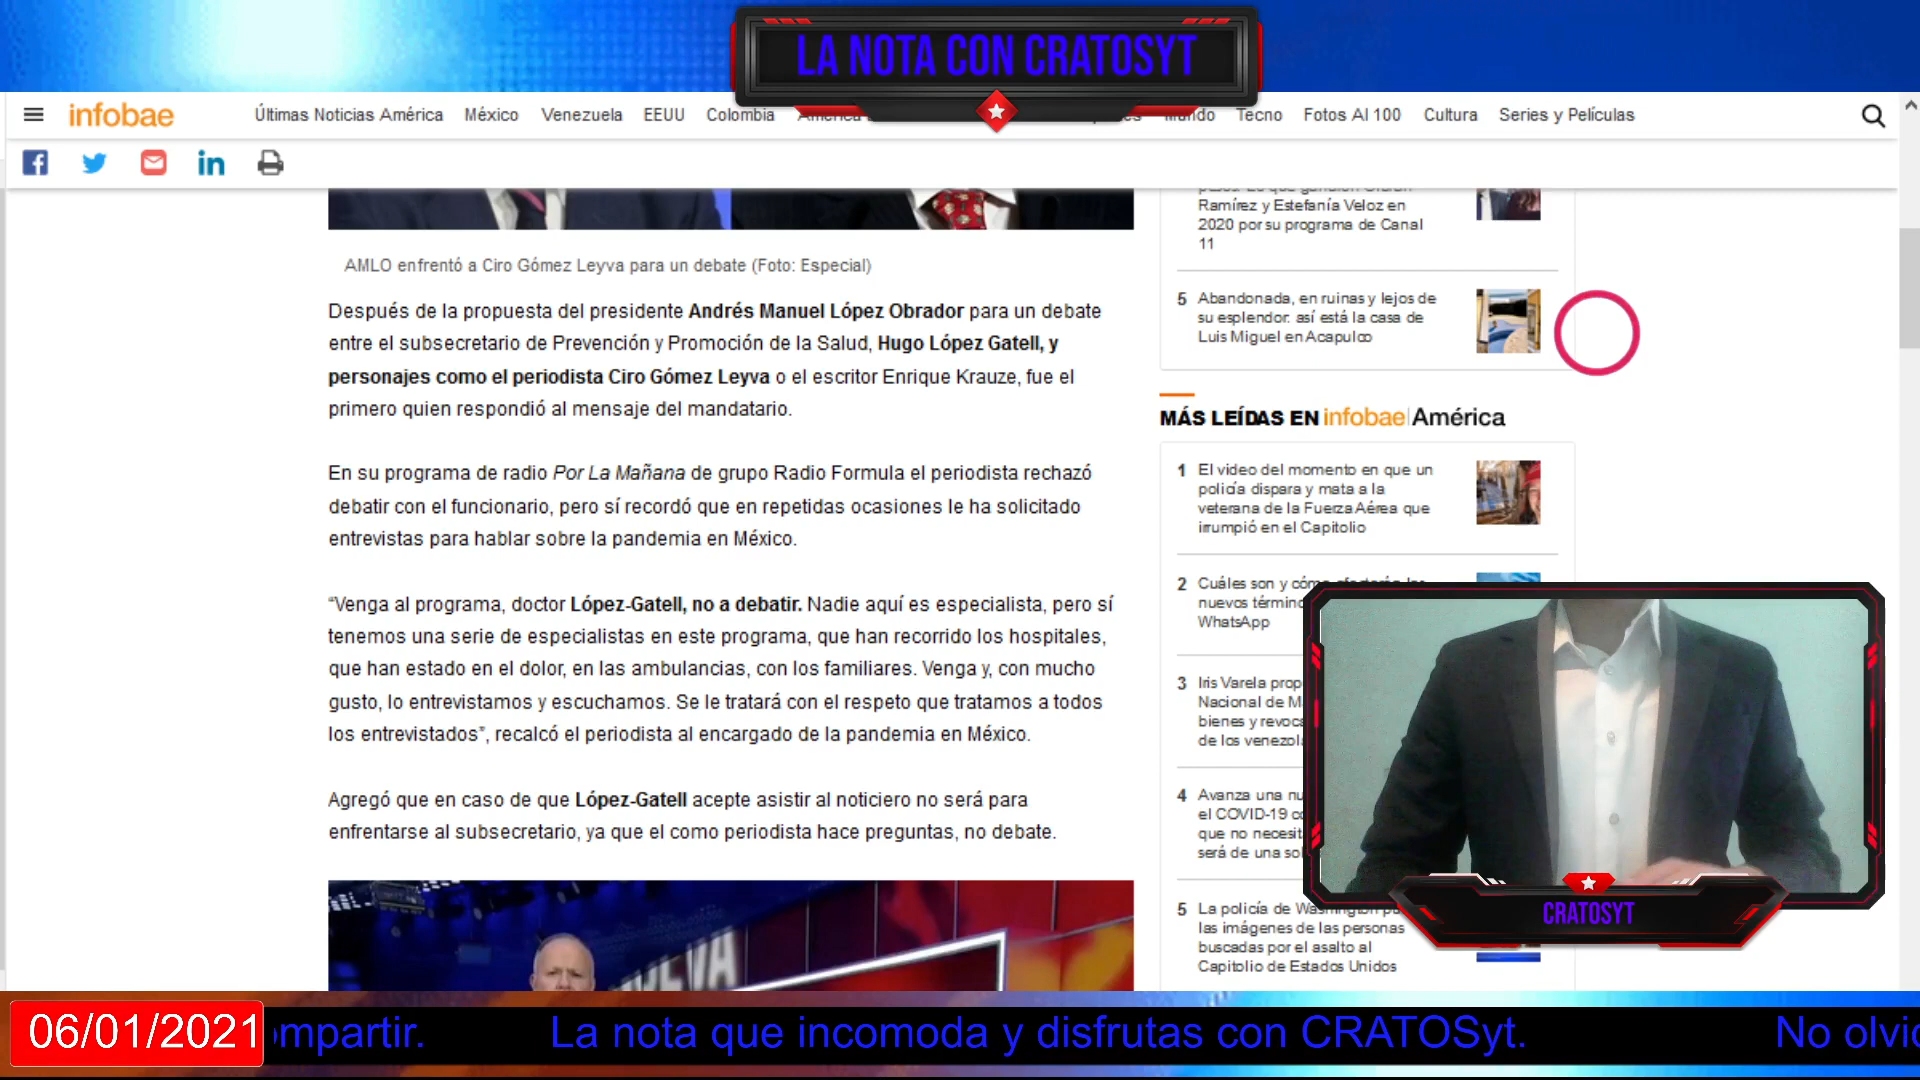 LA NOTA CON CRATOSYT
infobae
Últimas Noticias América México Venezuela EEUU Colombia Mundo Tecno Fotos Al 100 Cultura Series y Películas
AMLO enfrentó a Ciro Gómez Leyva para un debate (Foto: Especial)
Después de la propuesta del presidente Andrés Manuel López Obrador para un debate
entre el subsecretario de Prevención y Promoción de la Salud, Hugo López Gatell, y
personajes como el periodista Ciro Gómez Leyva o el escritor Enrique Krauze, fue el
primero quien respondió al mensaje del mandatario.
En su programa de radio Por La Mañana de grupo Radio Formula el periodista rechazó
debatir con el funcionario, pero sí recordó que en repetidas ocasiones le ha solicitado
entrevistas para hablar sobre la pandemia en México.
“Venga al programa, doctor López-Gatell, no a debatir. Nadie aquí es especialista, pero sí
tenemos una serie de especialistas en este programa, que han recorrido los hospitales,
que han estado en el dolor, en las ambulancias, con los familiares. Venga y, con mucho
gusto, lo entrevistamos y escuchamos. Se le tratará con el respeto que tratamos a todos
los entrevistados”, recalcó el periodista al encargado de la pandemia en México.
Agregó que en caso de que López-Gatell acepte asistir al noticiero no será para
enfrentarse al subsecretario, ya que el como periodista hace preguntas, no debate.
Ramírez y Estefanía Veloz en
2020 por su programa de Canal
11
5 Abandonada, en ruinas y lejos de
su esplendor: así está la casa de
Luis Miguel en Acapulco
MÁS LEÍDAS EN infobae América
1 El video del momento en que un
policía dispara y mata a la
veterana de la Fuerza Aérea que
irrumpió en el Capitolio
2 Cuáles son y cómo
nuevos términ
WhatsApp
3 Iris Varela prop
Nacional de M
bienes y revoca
de los venezol
4 Avanza una nu
el COVID-19 c
que no necesit
será de una so
5 La policía de Washington
las imágenes de las personas
buscadas por el asalto al
Capitolio de Estados Unidos
CRATOSYT
06/01/2021 ompartir. La nota que incomoda y disfrutas con CRATOSyt. No olvi